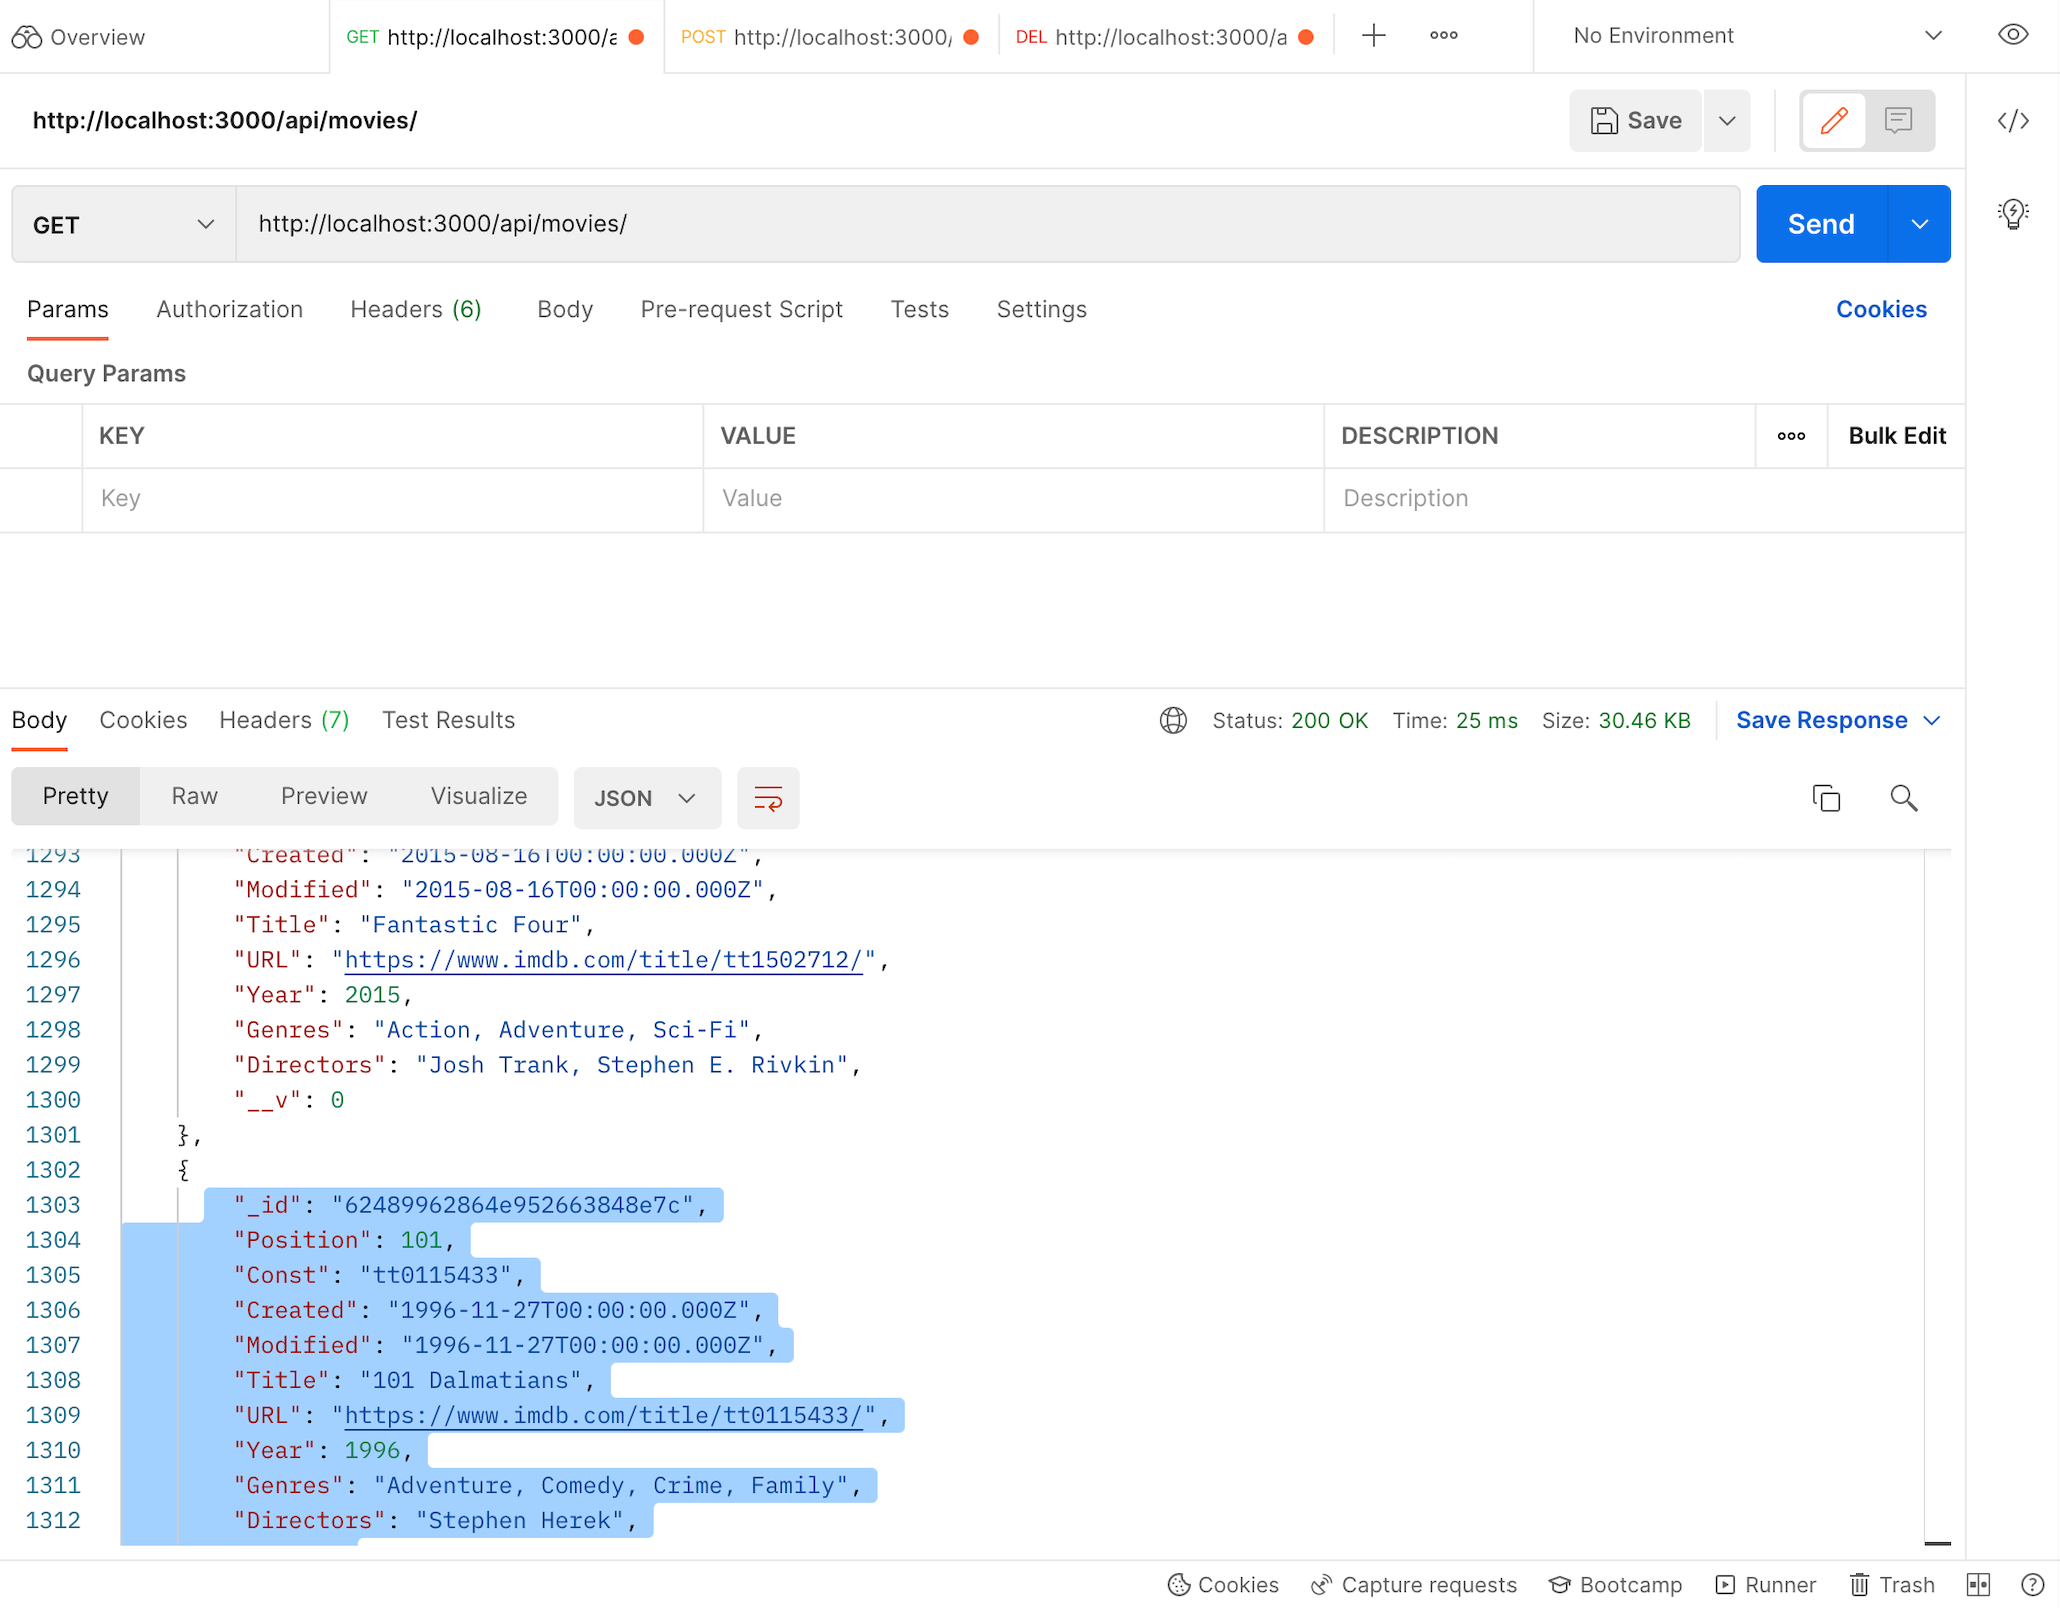 Overview
GET http://localhost:3000/a
POST http://localhost:3000/
DEL http://localhost:3000/a
No Environment
http://localhost:3000/api/movies/
Save
GET
http://localhost:3000/api/movies/
Send
Params Authorization Headers (6) Body Pre-request Script Tests Settings Cookies
Query Params
KEY VALUE DESCRIPTION Bulk Edit
Key Value Description
Body Cookies Headers (7) Test Results Status: 200 OK Time: 25 ms Size: 30.46 KB Save Response
Pretty Raw Preview Visualize JSON
1293 "Created": "2015-08-16T00:00:00.000Z",
1294 "Modified": "2015-08-16T00:00:00.000Z",
1295 "Title": "Fantastic Four",
1296 "URL": "https://www.imdb.com/title/tt1502712/",
1297 "Year": 2015,
1298 "Genres": "Action, Adventure, Sci-Fi",
1299 "Directors": "Josh Trank, Stephen E. Rivkin",
1300 "__v": 0
1301 },
1302 {
1303 "_id": "62489962864e952663848e7c",
1304 "Position": 101,
1305 "Const": "tt0115433",
1306 "Created": "1996-11-27T00:00:00.000Z",
1307 "Modified": "1996-11-27T00:00:00.000Z",
1308 "Title": "101 Dalmatians",
1309 "URL": "https://www.imdb.com/title/tt0115433/",
1310 "Year": 1996,
1311 "Genres": "Adventure, Comedy, Crime, Family",
1312 "Directors": "Stephen Herek",
Cookies Capture requests Bootcamp Runner Trash